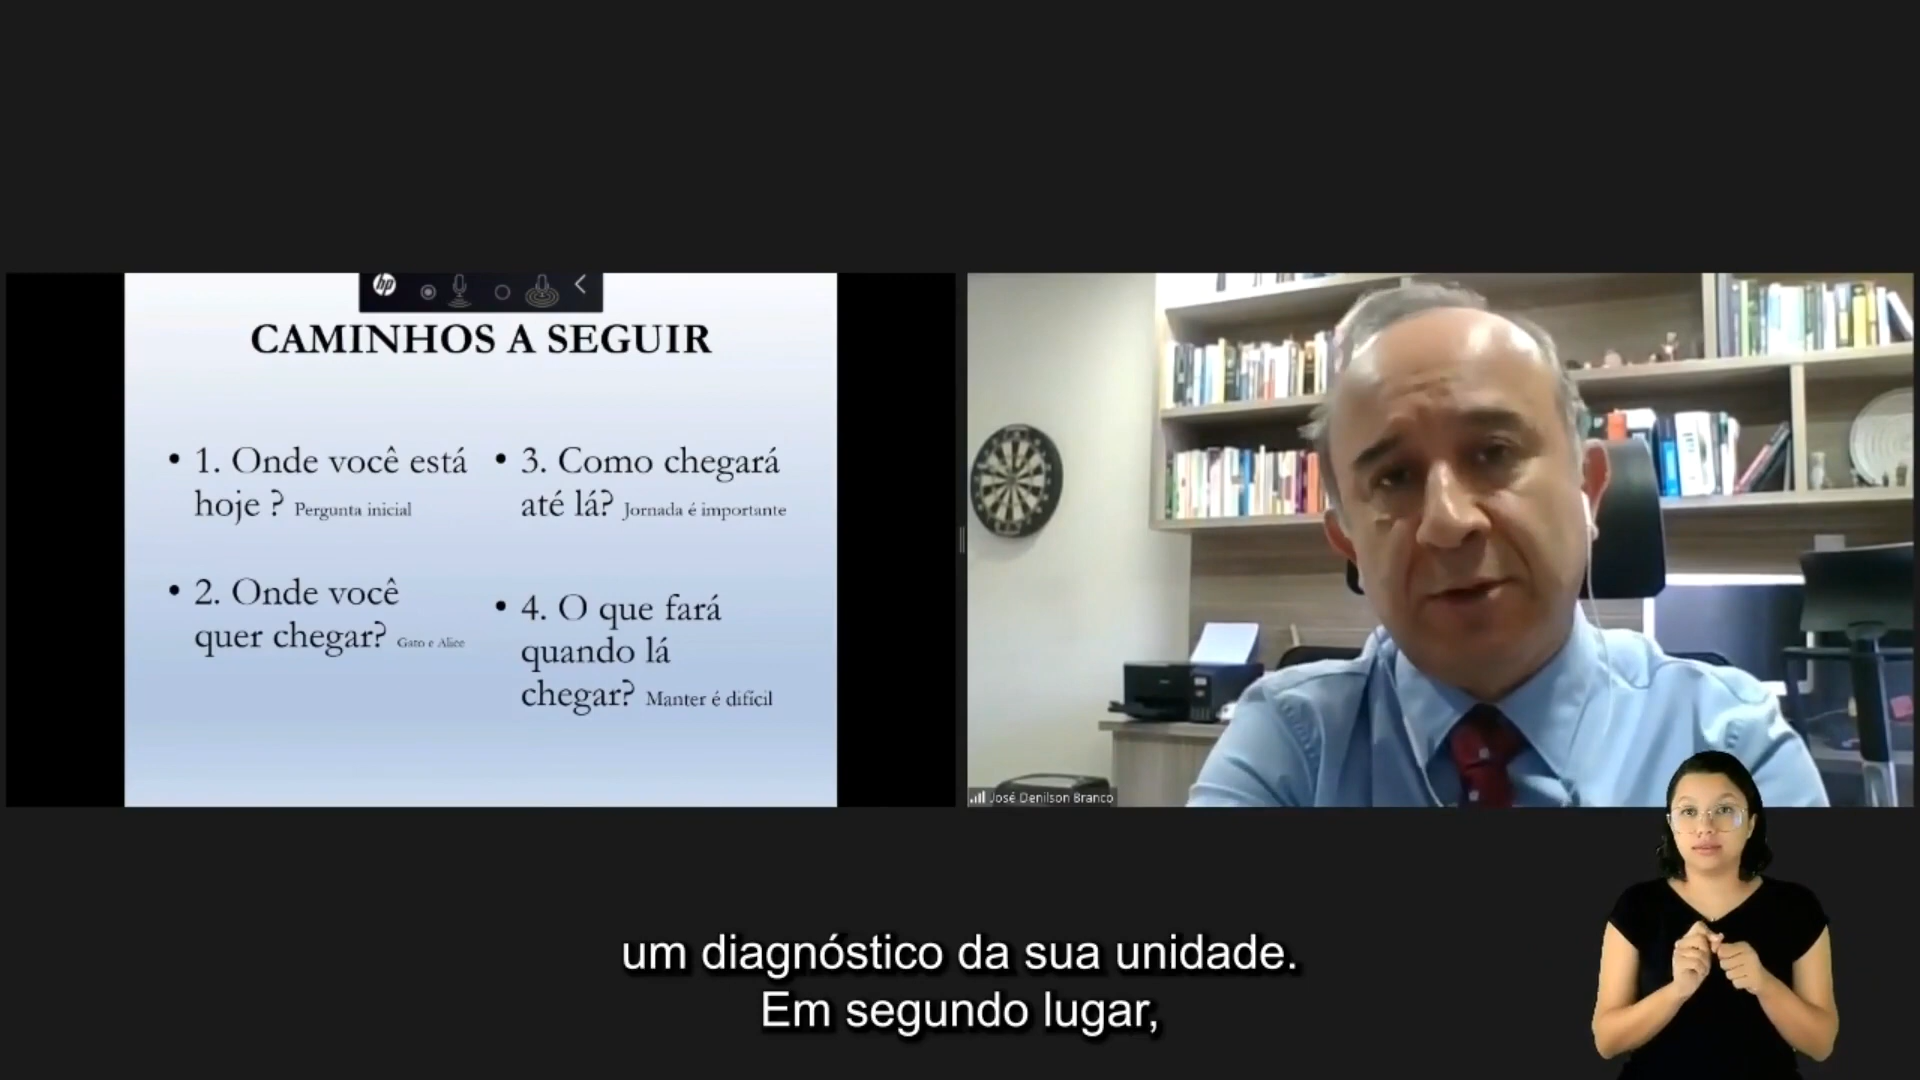 hp
CAMINHOS A SEGUIR
• 1. Onde você está
hoje ? Pergunta inicial
• 2. Onde você
quer chegar? Gato e Alice
• 3. Como chegará
até lá? Jornada é importante
• 4. O que fará
quando lá
chegar? Manter é difícil
José Denilson Branco
um diagnóstico da sua unidade.
Em segundo lugar,